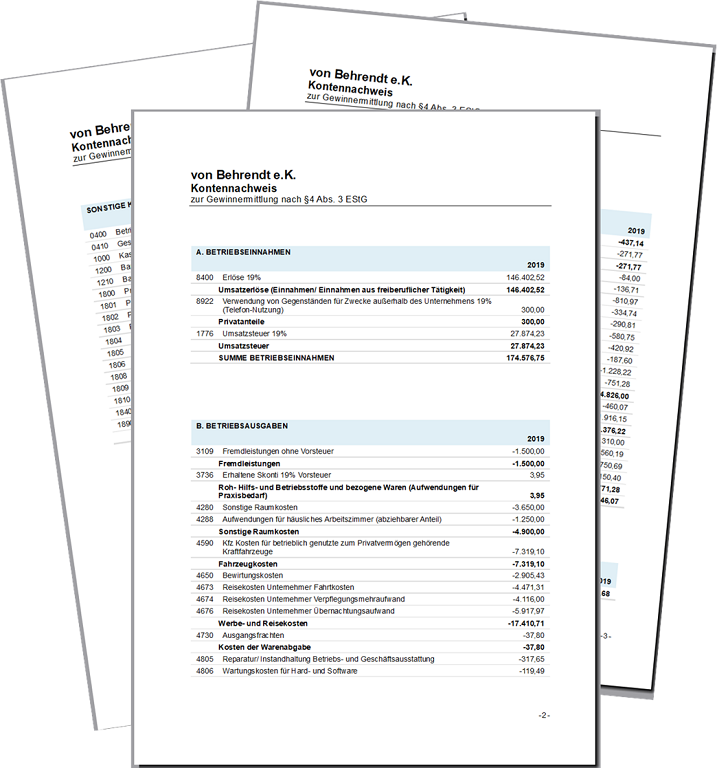 von Behrendt e.K.
Kontennachweis
zur Gewinnermittlung nach §4 Abs. 3 EStG
A. BETRIEBSEINNAHMEN
2019
8400 Erlöse 19% 146.402,52
Umsatzerlöse (Einnahmen/ Einnahmen aus freiberuflicher Tätigkeit) 146.402,52
8922 Verwendung von Gegenständen für Zwecke außerhalb des Unternehmens 19%
(Telefon-Nutzung) 300,00
Privatanteile 300,00
1776 Umsatzsteuer 19% 27.874,23
Umsatzsteuer 27.874,23
SUMME BETRIEBSEINNAHMEN 174.576,75
B. BETRIEBSAUSGABEN
2019
3109 Fremdleistungen ohne Vorsteuer -1.500,00
Fremdleistungen -1.500,00
3736 Erhaltene Skonti 19% Vorsteuer 3,95
Roh- Hilfs- und Betriebsstoffe und bezogene Waren (Aufwendungen für
Praxisbedarf) 3,95
4280 Sonstige Raumkosten -3.650,00
4288 Aufwendungen für häusliches Arbeitszimmer (abziehbarer Anteil) -1.250,00
Sonstige Raumkosten -4.900,00
4590 Kfz Kosten für betrieblich genutzte zum Privatvermögen gehörende
Kraftfahrzeuge -7.319,10
Fahrzeugkosten -7.319,10
4650 Bewirtungskosten -2.905,43
4673 Reisekosten Unternehmer Fahrtkosten -4.471,31
4674 Reisekosten Unternehmer Verpflegungsmehraufwand -4.116,00
4676 Reisekosten Unternehmer Übernachtungsaufwand -5.917,97
Werbe- und Reisekosten -17.410,71
4730 Ausgangsfrachten -37,80
Kosten der Warenabgabe -37,80
4805 Reparatur/ Instandhaltung Betriebs- und Geschäftsausstattung -317,65
4806 Wartungskosten für Hard- und Software -119,49
-2-
von Behrendt e.K.
Kontennachweis
zur Gewinnermittlung nach §4 Abs. 3 EStG
2019
-437,14
-271,77
-271,77
-84,00
-136,71
-810,97
-334,74
-290,81
-580,75
-420,92
-187,60
-1.228,22
-751,28
4.826,00
-460,07
.916,15
.376,22
310,00
560,19
750,69
150,40
771,28
46,07
019
,68
-3-
von Behre
Kontennach
zur Gewinnerm
SONSTIGE K
0400 Betri
0410 Ges
1000 Kas
1200 Ba
1210 Ba
1800 Pr
1801 P
1802 F
1803
1804
1805
1806
1808
1809
1810
1840